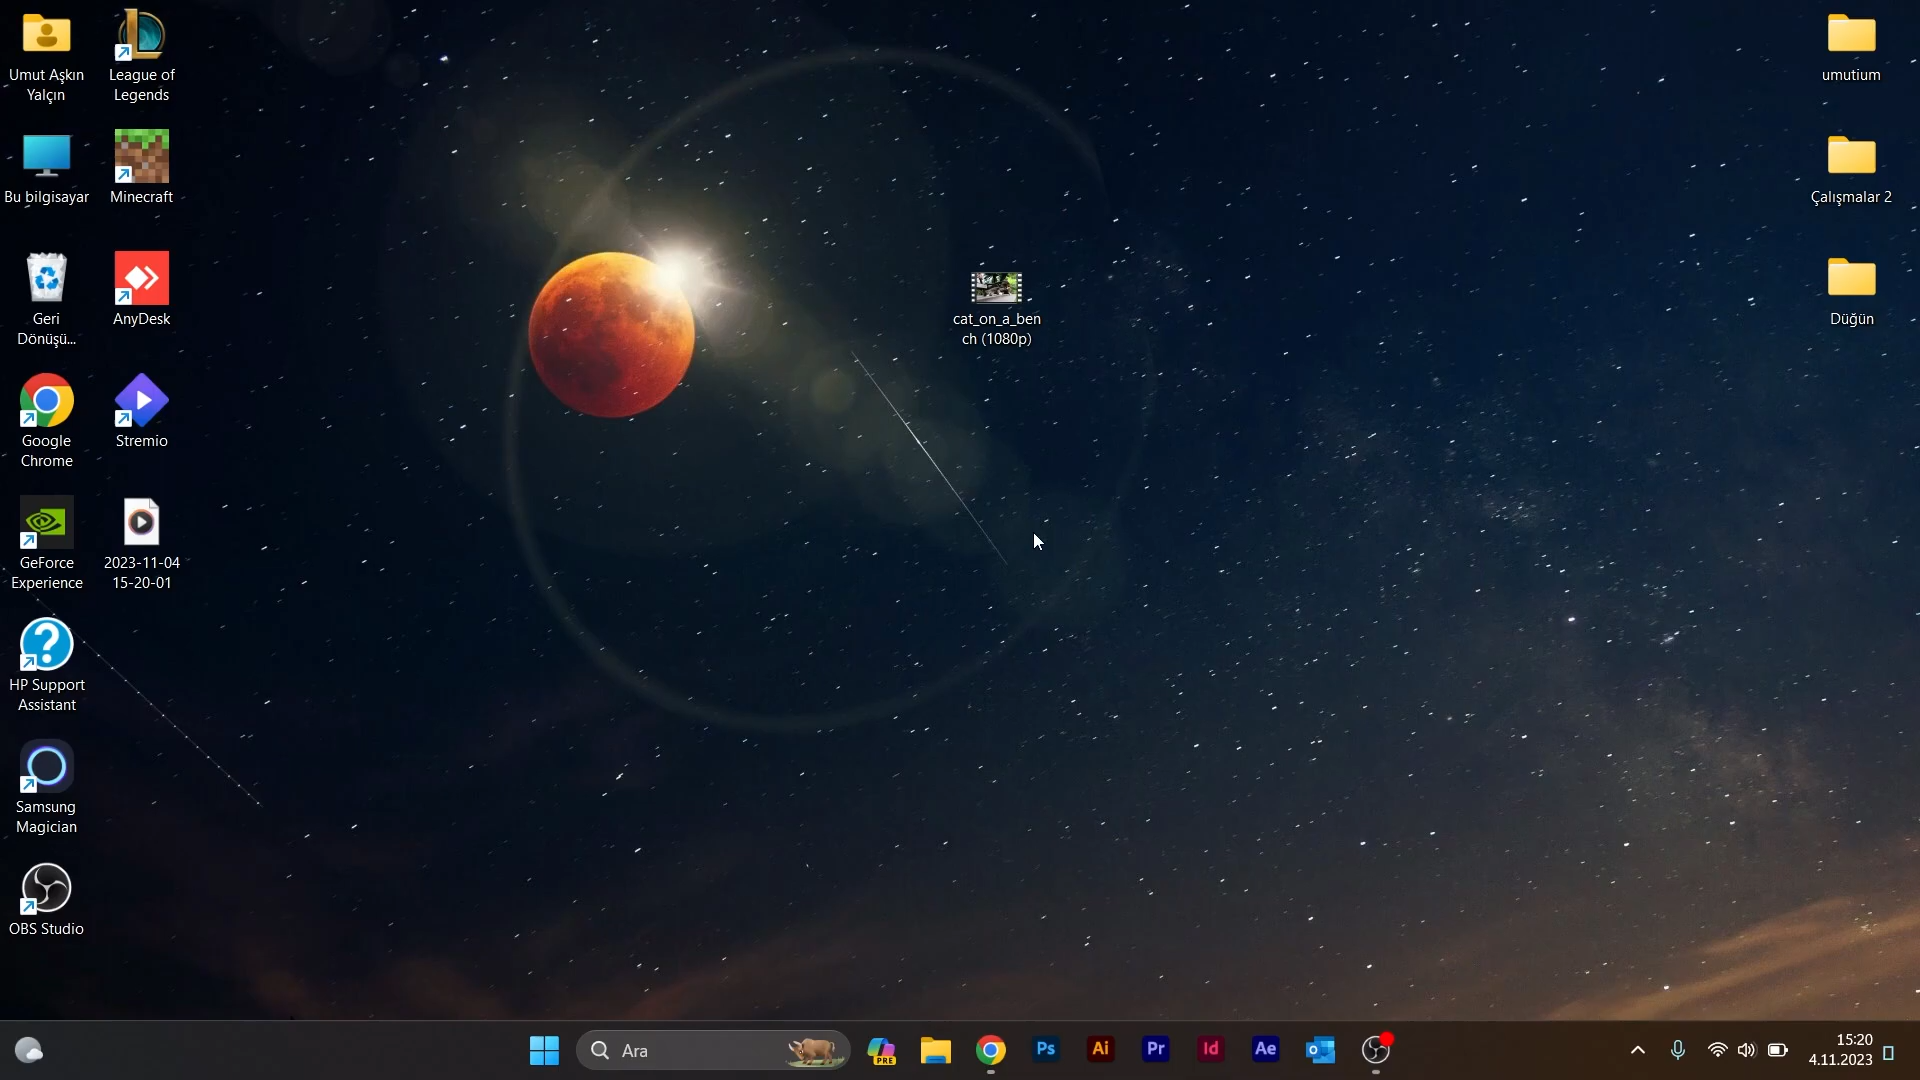 Umut Aşkın
Yalçın
League of
Legends
Bu bilgisayar
Minecraft
Geri
Dönüşü...
AnyDesk
Google
Chrome
Stremio
GeForce
Experience
2023-11-04
15-20-01
HP Support
Assistant
Samsung
Magician
OBS Studio
cat_on_a_ben
ch (1080p)
umutium
Çalışmalar 2
Düğün
Ara
PRE
Ps
Ai
Pr
Id
Ae
15:20
4.11.2023